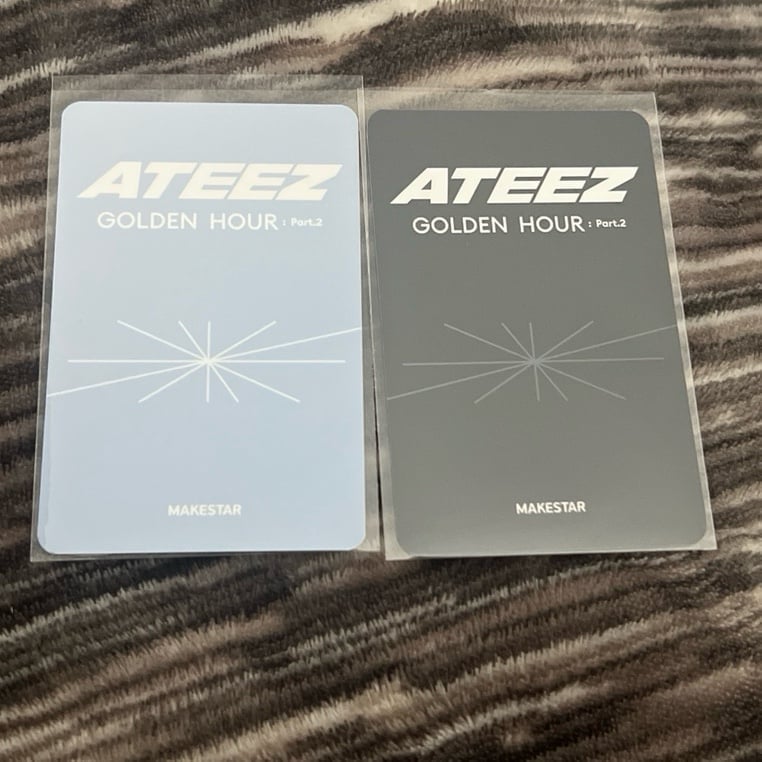 ATEEZ
GOLDEN HOUR : Part.2
MAKESTAR
ATEEZ
GOLDEN HOUR : Part.2
MAKESTAR